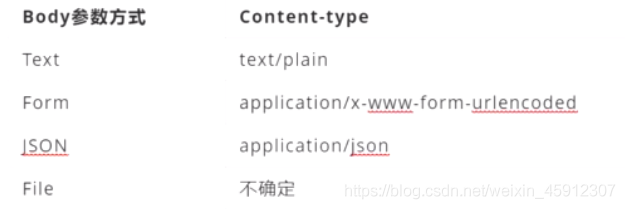 Body参数方式 Content-type
Text text/plain
Form application/x-www-form-urlencoded
JSON application/json
File 不确定 https://blog.csdn.net/weixin_45912307